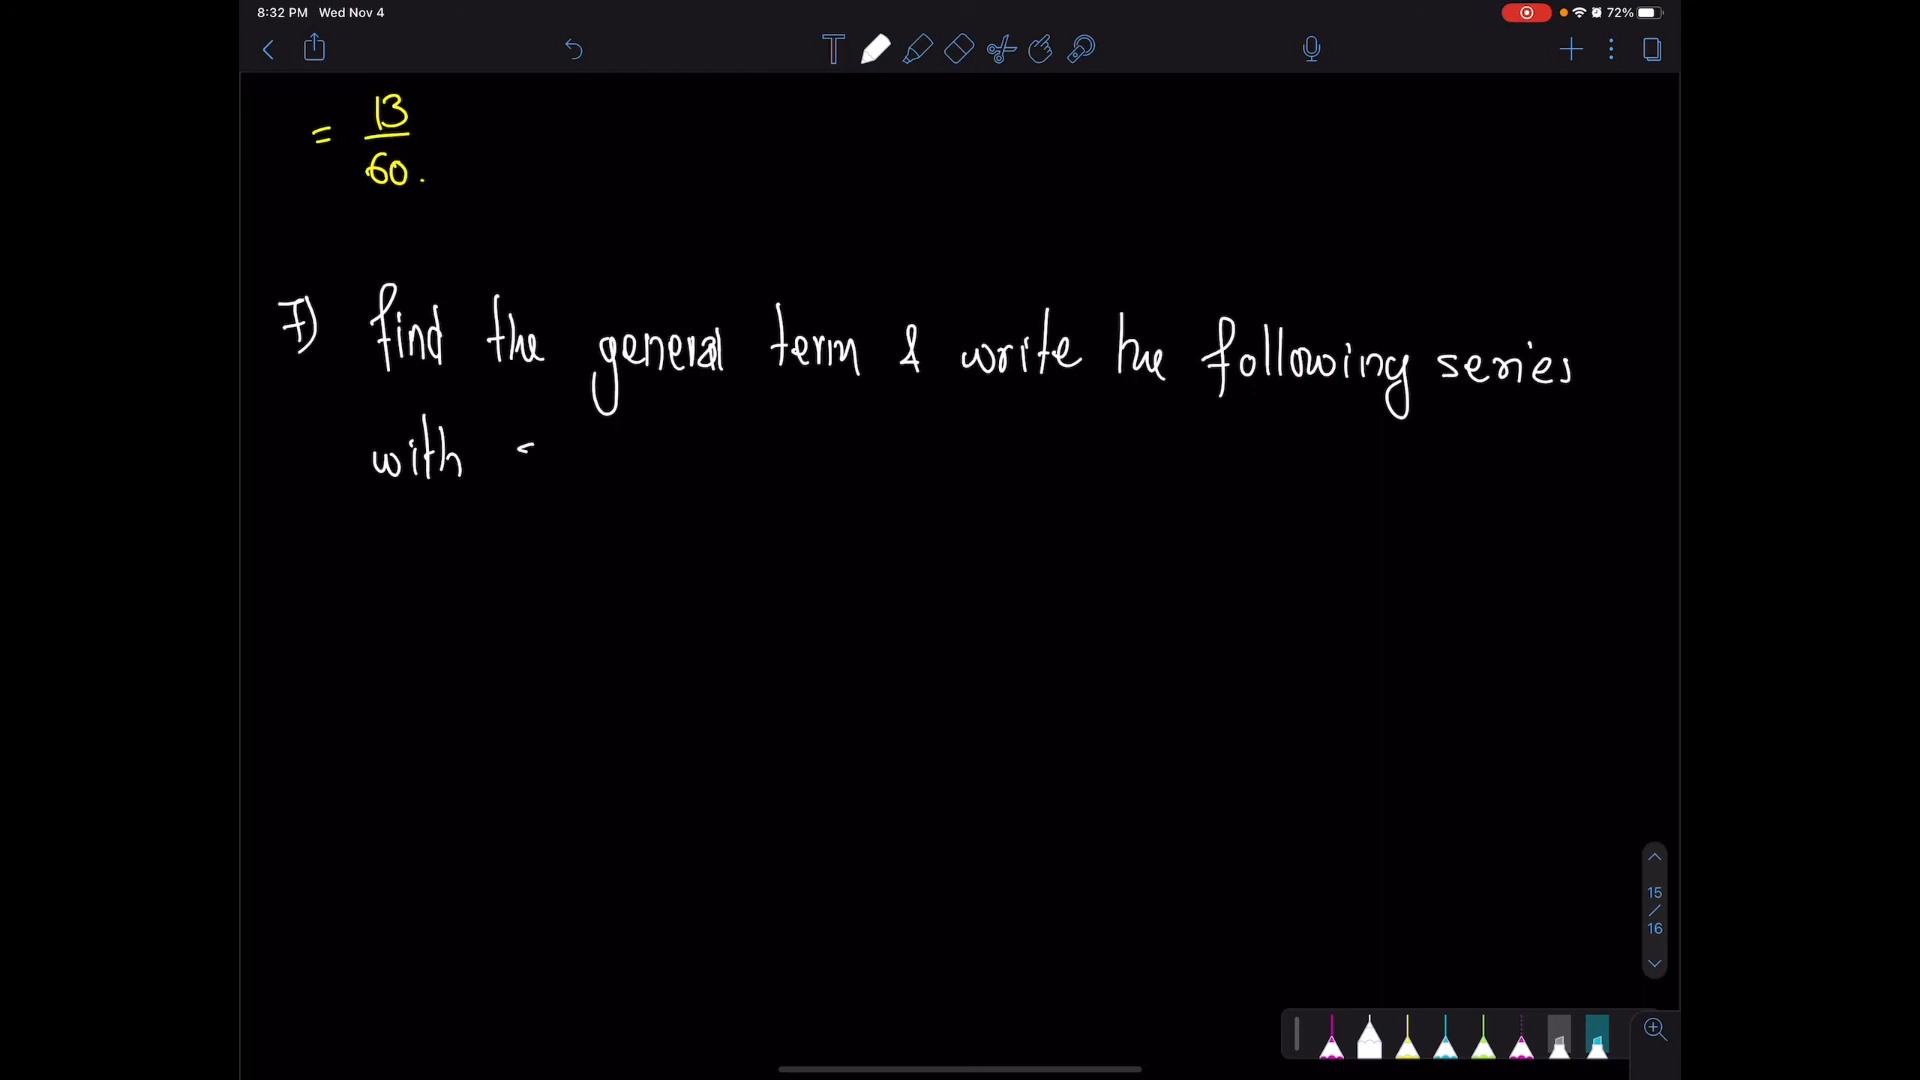 8:32 PM Wed Nov 4
72%
= 13
60.
7) find the general term & write the following series
with
15
/
16